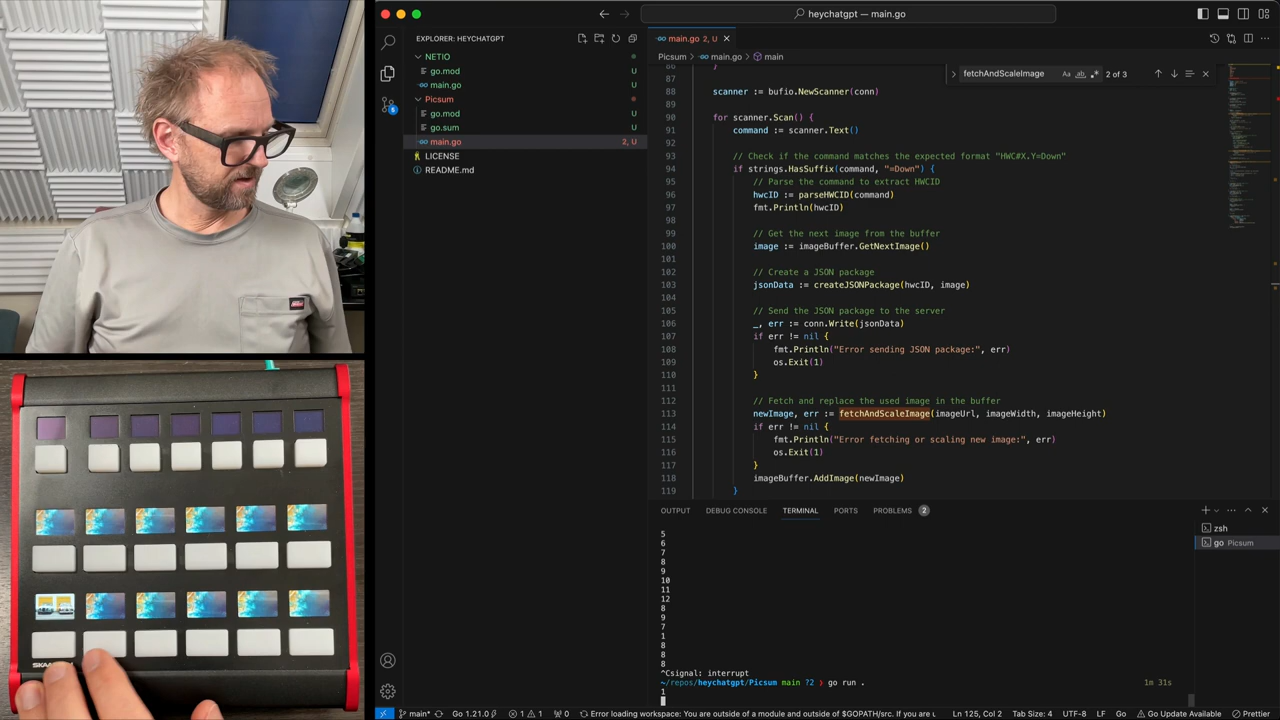 heychatgpt — main.go
EXPLORER: HEYCHATGPT
NETIO
go.mod U
main.go U
Picsum
go.mod U
go.sum U
main.go 2, U
LICENSE
README.md
main.go 2, U
Picsum > main.go > main
fetchAndScaleImage Aa ab 2 of 3
86 }
87
88 scanner := bufio.NewScanner(conn)
89
90 for scanner.Scan() {
91 command := scanner.Text()
92
93 // Check if the command matches the expected format "HWC#X.Y=Down"
94 if strings.HasSuffix(command, "=Down") {
95 // Parse the command to extract HWCID
96 hwcID := parseHWCID(command)
97 fmt.Println(hwcID)
98
99 // Get the next image from the buffer
100 image := imageBuffer.GetNextImage()
101
102 // Create a JSON package
103 jsonData := createJSONPackage(hwcID, image)
104
105 // Send the JSON package to the server
106 _, err := conn.Write(jsonData)
107 if err != nil {
108 fmt.Println("Error sending JSON package:", err)
109 os.Exit(1)
110 }
111
112 // Fetch and replace the used image in the buffer
113 newImage, err := fetchAndScaleImage(imageUrl, imageWidth, imageHeight)
114 if err != nil {
115 fmt.Println("Error fetching or scaling new image:", err)
116 os.Exit(1)
117 }
118 imageBuffer.AddImage(newImage)
119 }
OUTPUT DEBUG CONSOLE TERMINAL PORTS PROBLEMS 2
zsh
go Picsum
5
6
7
8
9
10
11
12
8
9
7
1
8
8
8
^Csignal: interrupt
~/repos/heychatgpt/Picsum main ?2 ❯ go run . 1m 31s
1
main* Go 1.21.0 1 1 0 Error loading workspace: You are outside of a module and outside of $GOPATH/src. If you are u Ln 125, Col 2 Tab Size: 4 UTF-8 LF Go Go Update Available Prettier